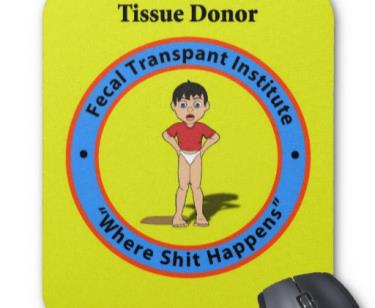 Tissue Donor
Fecal Transpant Institute
"Where Shit Happens"